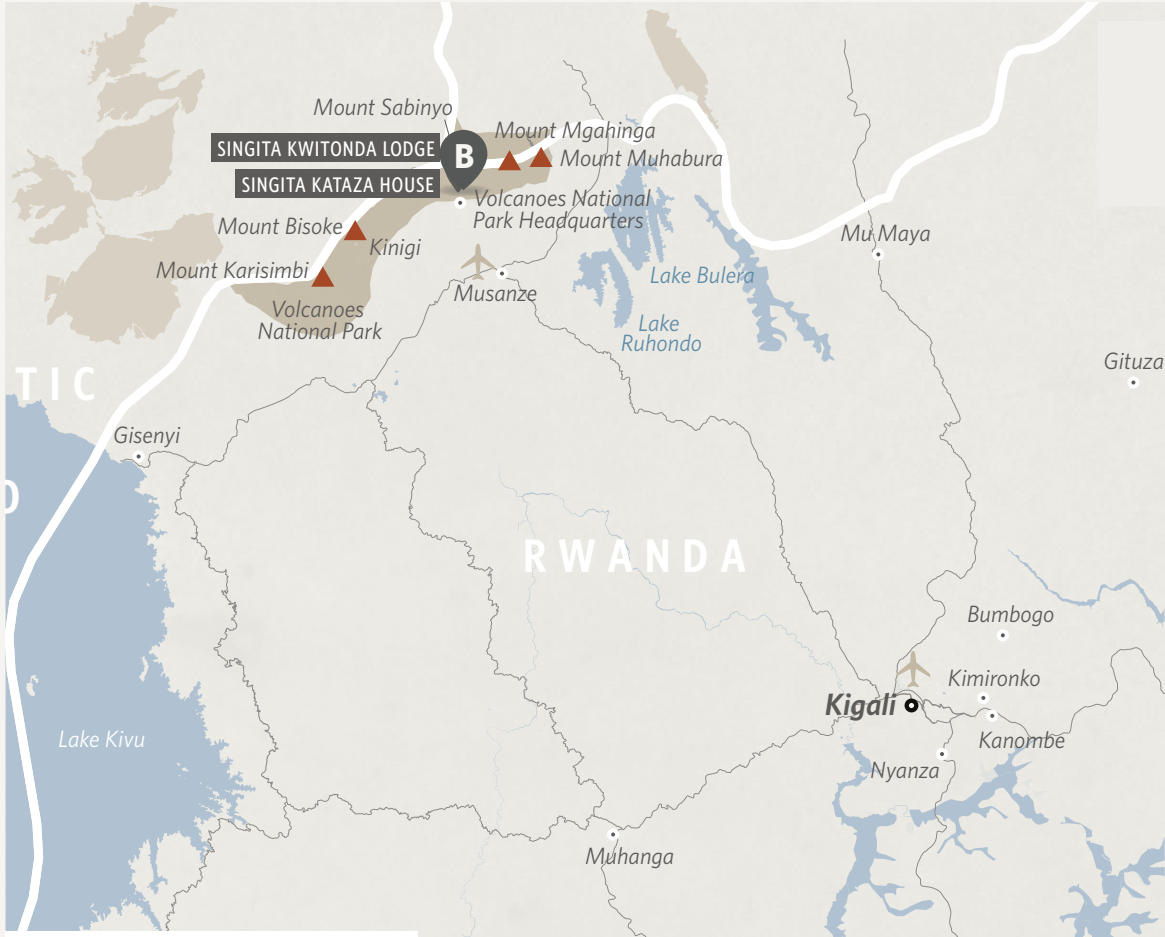 Mount Sabinyo
Mount Mgahinga
SINGITA KWITONDA LODGE
B
Mount Muhabura
SINGITA KATAZA HOUSE
Volcanoes National
Park Headquarters
Mount Bisoke
Kinigi
Mu Maya
Mount Karisimbi
Lake Bulera
Musanze
Volcanoes
National Park
Lake
Ruhondo
Gituza
TIC
Gisenyi
O
RWANDA
Bumbogo
Kimironko
Kigali
Lake Kivu
Kanombe
Nyanza
Muhanga